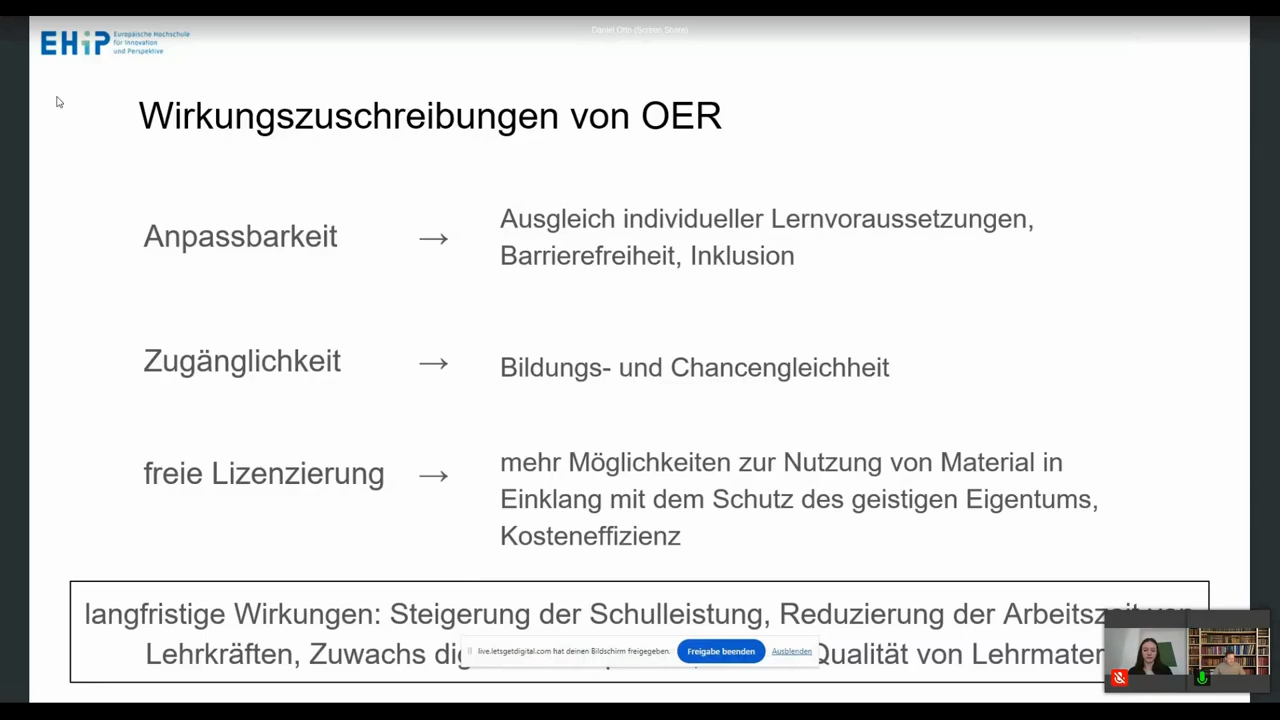 Daniel Otto (Screen Share)
EHiP Europäische Hochschule
für Innovation
und Perspektive
Wirkungszuschreibungen von OER
Anpassbarkeit → Ausgleich individueller Lernvoraussetzungen,
Barrierefreiheit, Inklusion
Zugänglichkeit → Bildungs- und Chancengleichheit
freie Lizenzierung → mehr Möglichkeiten zur Nutzung von Material in
Einklang mit dem Schutz des geistigen Eigentums,
Kosteneffizienz
langfristige Wirkungen: Steigerung der Schulleistung, Reduzierung der
Lehrkräften, Zuwachs Qualität von
live.letsgetdigital.com hat deinen Bildschirm freigegeben. Freigabe beenden Ausblenden